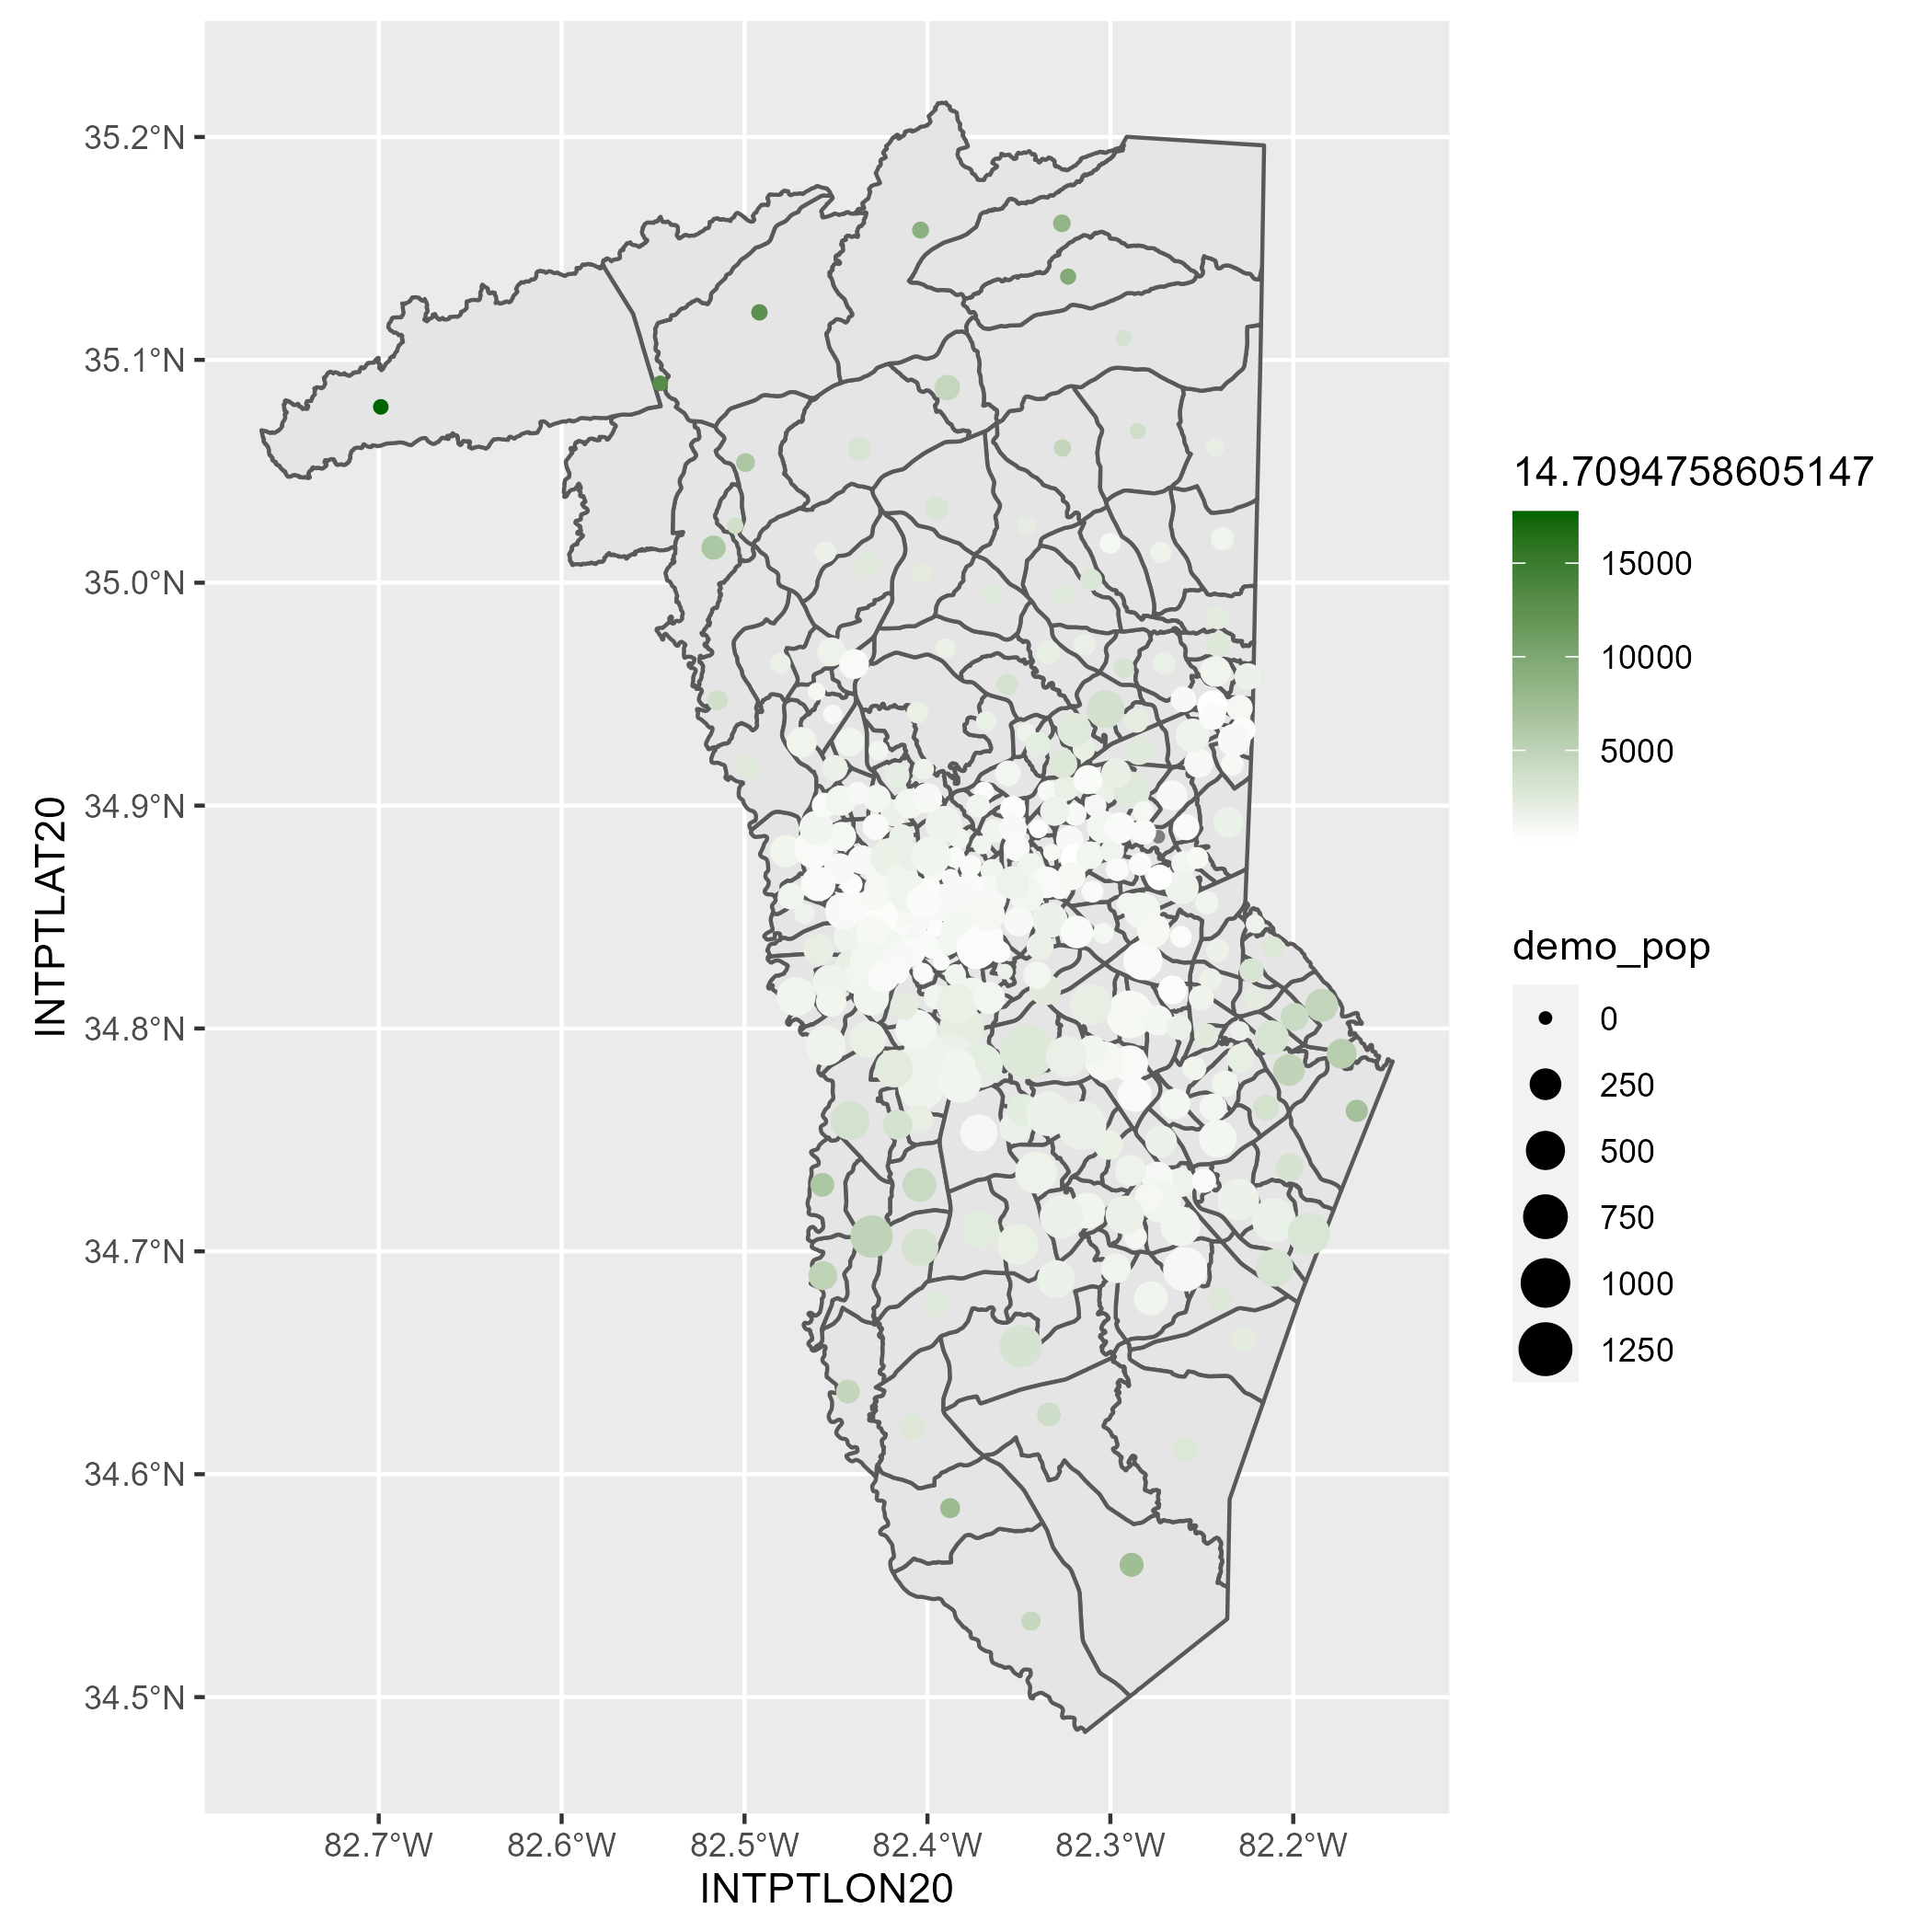 35.2°N
35.1°N
35.0°N
34.9°N
34.8°N
34.7°N
34.6°N
34.5°N
INTPTLAT20
82.7°W 82.6°W 82.5°W 82.4°W 82.3°W 82.2°W
INTPTLON20
14.7094758605147
15000
10000
5000
demo_pop
0
250
500
750
1000
1250